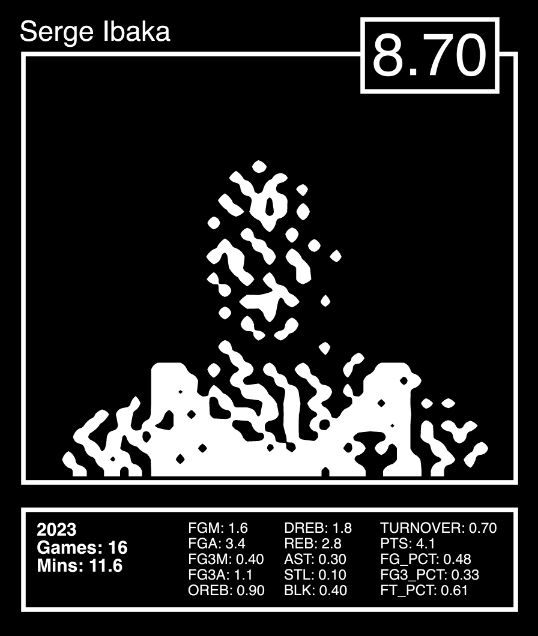 Serge Ibaka
8.70
2023
Games: 16
Mins: 11.6
FGM: 1.6
FGA: 3.4
FG3M: 0.40
FG3A: 1.1
OREB: 0.90
DREB: 1.8
REB: 2.8
AST: 0.30
STL: 0.10
BLK: 0.40
TURNOVER: 0.70
PTS: 4.1
FG_PCT: 0.48
FG3_PCT: 0.33
FT_PCT: 0.61